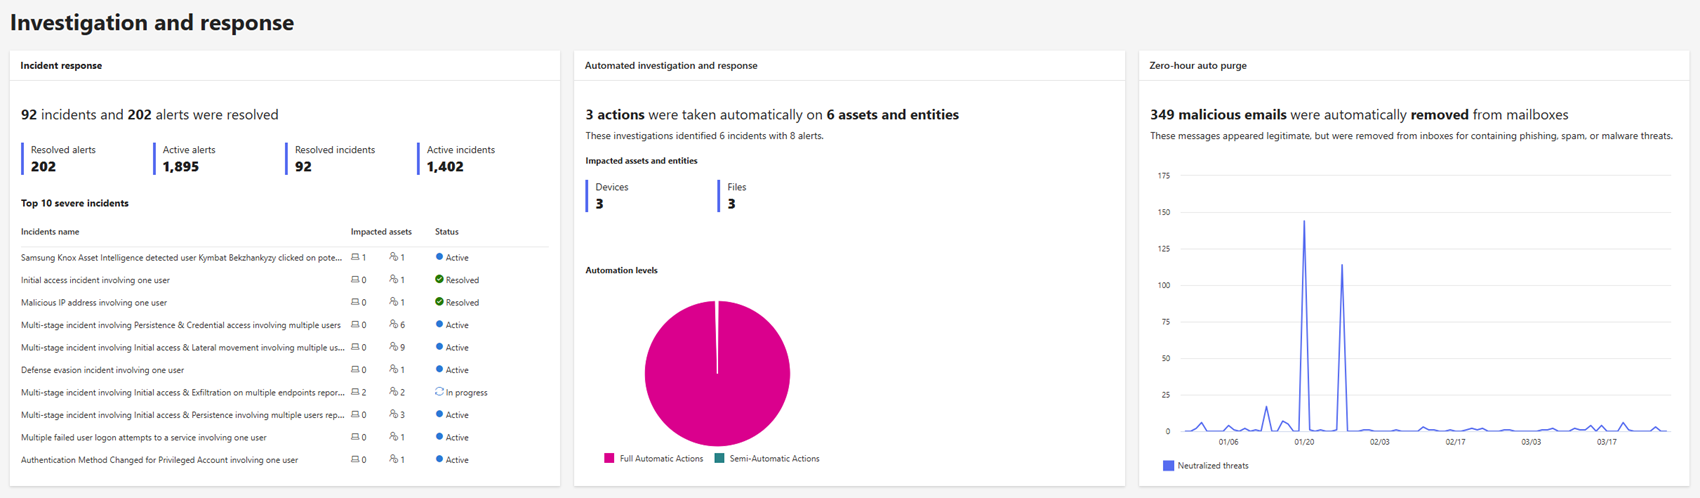 Investigation and response
Incident response
92 incidents and 202 alerts were resolved
Resolved alerts
202
Active alerts
1,895
Resolved incidents
92
Active incidents
1,402
Top 10 severe incidents
Incidents name Impacted assets Status
Samsung Knox Asset Intelligence detected user Kymbat Bekzhankyzy clicked on pote... 1 1 Active
Initial access incident involving one user 0 1 Resolved
Malicious IP address involving one user 0 1 Resolved
Multi-stage incident involving Persistence & Credential access involving multiple users 0 6 Active
Multi-stage incident involving Initial access & Lateral movement involving multiple us... 0 9 Active
Defense evasion incident involving one user 0 1 Active
Multi-stage incident involving Initial access & Exfiltration on multiple endpoints repor... 2 2 In progress
Multi-stage incident involving Initial access & Persistence involving multiple users rep... 0 3 Active
Multiple failed user logon attempts to a service involving one user 0 1 Active
Authentication Method Changed for Privileged Account involving one user 0 1 Active
Automated investigation and response
3 actions were taken automatically on 6 assets and entities
These investigations identified 6 incidents with 8 alerts.
Impacted assets and entities
Devices
3
Files
3
Automation levels
Full Automatic Actions Semi-Automatic Actions
Zero-hour auto purge
349 malicious emails were automatically removed from mailboxes
These messages appeared legitimate, but were removed from inboxes for containing phishing, spam, or malware threats.
175
150
125
100
75
50
25
0
01/06 01/20 02/03 02/17 03/03 03/17
Neutralized threats